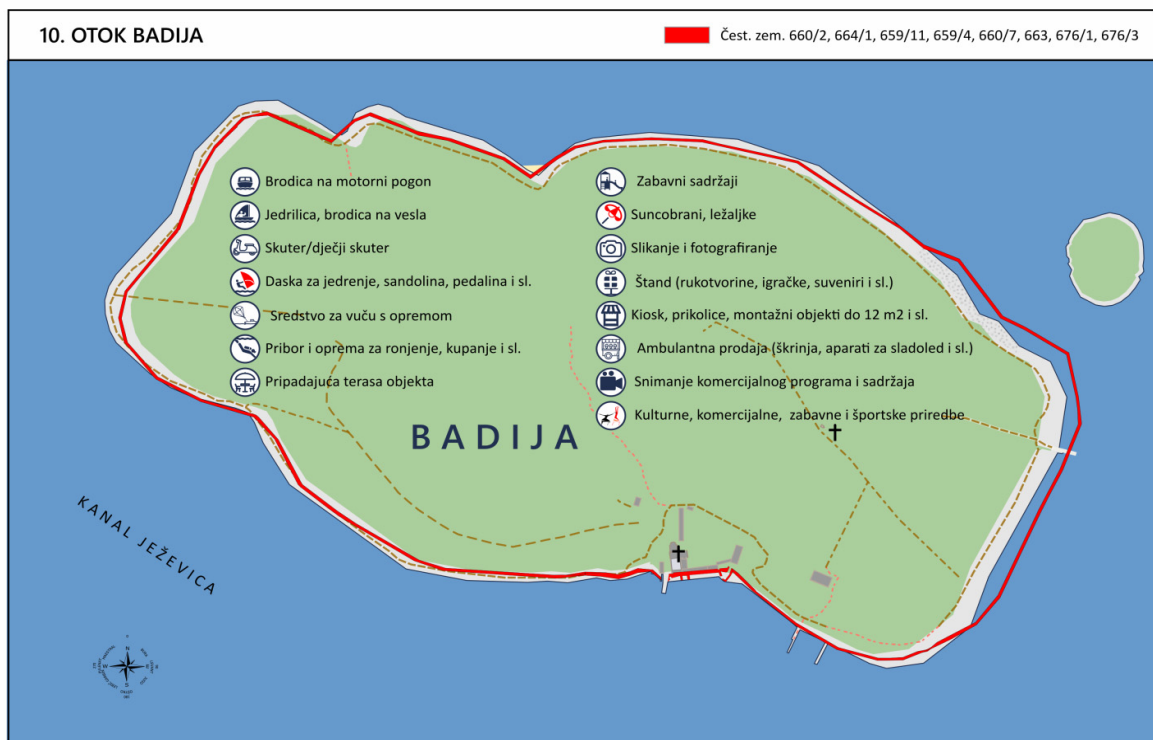 10. OTOK BADIJA
Čest. zem. 660/2, 664/1, 659/11, 659/4, 660/7, 663, 676/1, 676/3
Brodica na motorni pogon
Jedrilica, brodica na vesla
Skuter/dječji skuter
Daska za jedrenje, sandolina, pedalina i sl.
Sredstvo za vuču s opremom
Pribor i oprema za ronjenje, kupanje i sl.
Pripadajuća terasa objekta
Zabavni sadržaji
Suncobrani, ležaljke
Slikanje i fotografiranje
Štand (rukotvorine, igračke, suveniri i sl.)
Kiosk, prikolice, montažni objekti do 12 m2 i sl.
Ambulantna prodaja (škrinja, aparati za sladoled i sl.)
Snimanje komercijalnog programa i sadržaja
Kulturne, komercijalne, zabavne i športske priredbe
BADIJA
KANAL JEŽEVICA